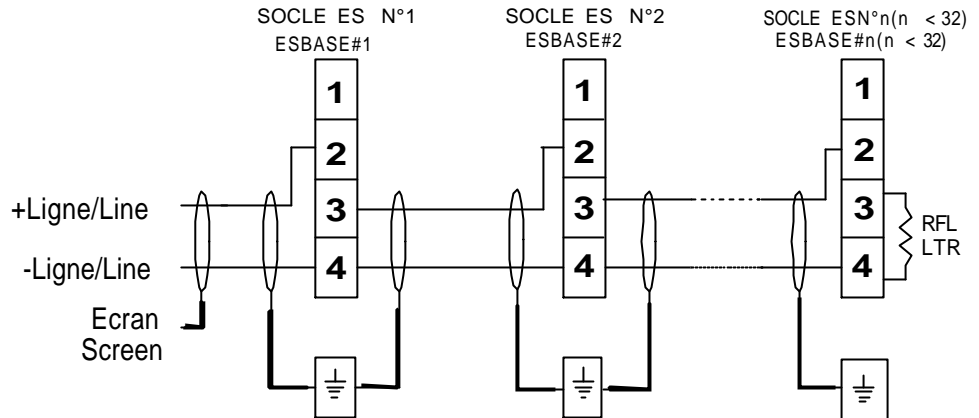 SOCLE ES N°1
ESBASE#1
SOCLE ES N°2
ESBASE#2
SOCLE ESN°n(n < 32)
ESBASE#n(n < 32)
1
2
3
4
1
2
3
4
1
2
3
4
+Ligne/Line
-Ligne/Line
Ecran
Screen
RFL
LTR